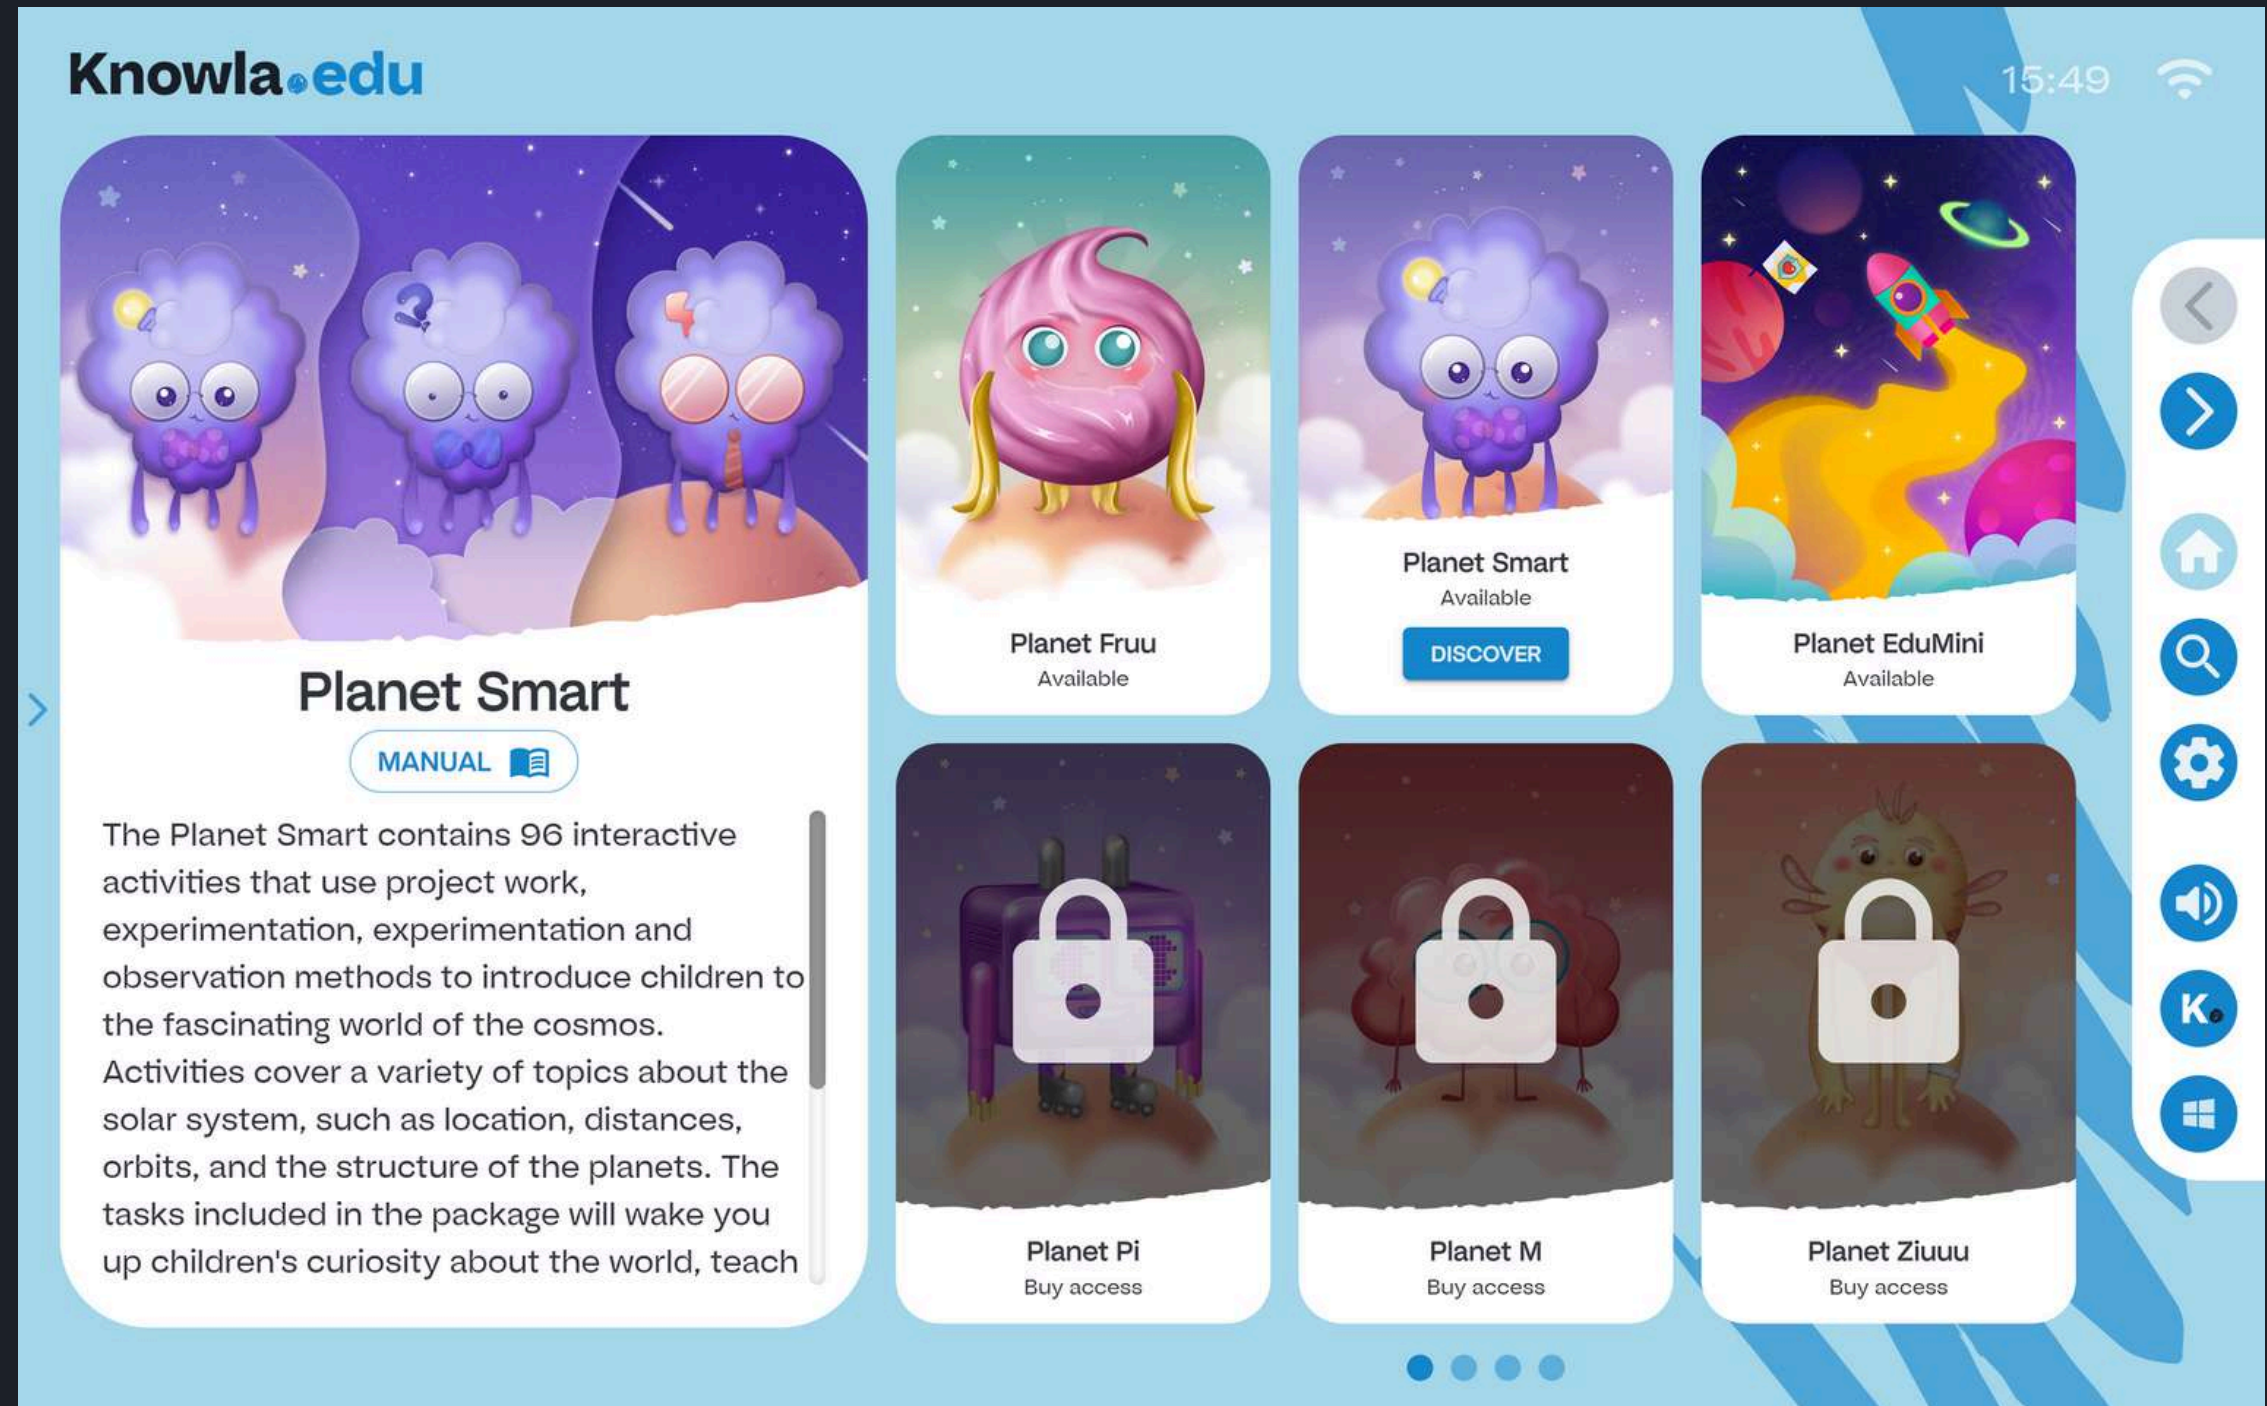 Knowla.edu
15:49
Planet Smart
MANUAL
The Planet Smart contains 96 interactive
activities that use project work,
experimentation, experimentation and
observation methods to introduce children to
the fascinating world of the cosmos.
Activities cover a variety of topics about the
solar system, such as location, distances,
orbits, and the structure of the planets. The
tasks included in the package will wake you
up children's curiosity about the world, teach
Planet Fruu
Available
Planet Smart
Available
DISCOVER
Planet EduMini
Available
Planet Pi
Buy access
Planet M
Buy access
Planet Ziuuu
Buy access
K.